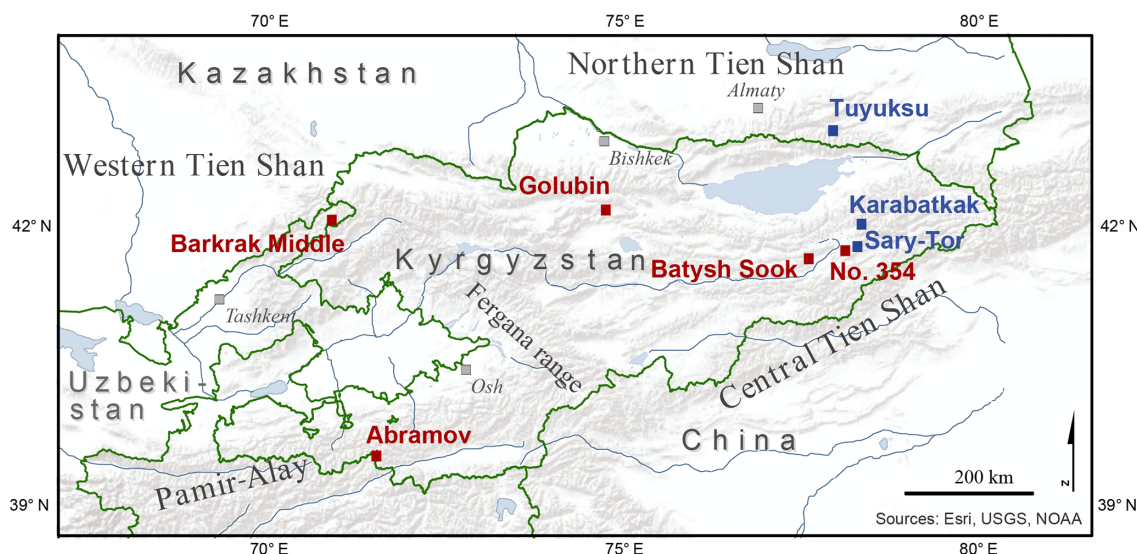 70° E 75° E 80° E
Kazakhstan
Northern Tien Shan
Almaty
Tuyuksu
Bishkek
Western Tien Shan
Golubin
42° N
Karabatkak
42° N
Barkrak Middle
Sary-Tor
Kyrgyzstan
Batysh Sook
No. 354
Tashkent
Fergana range
Central Tien Shan
Uzbeki-
stan
Osh
Abramov
China
Pamir-Alay
200 km
N
39° N
39° N
Sources: Esri, USGS, NOAA
70° E 75° E 80° E